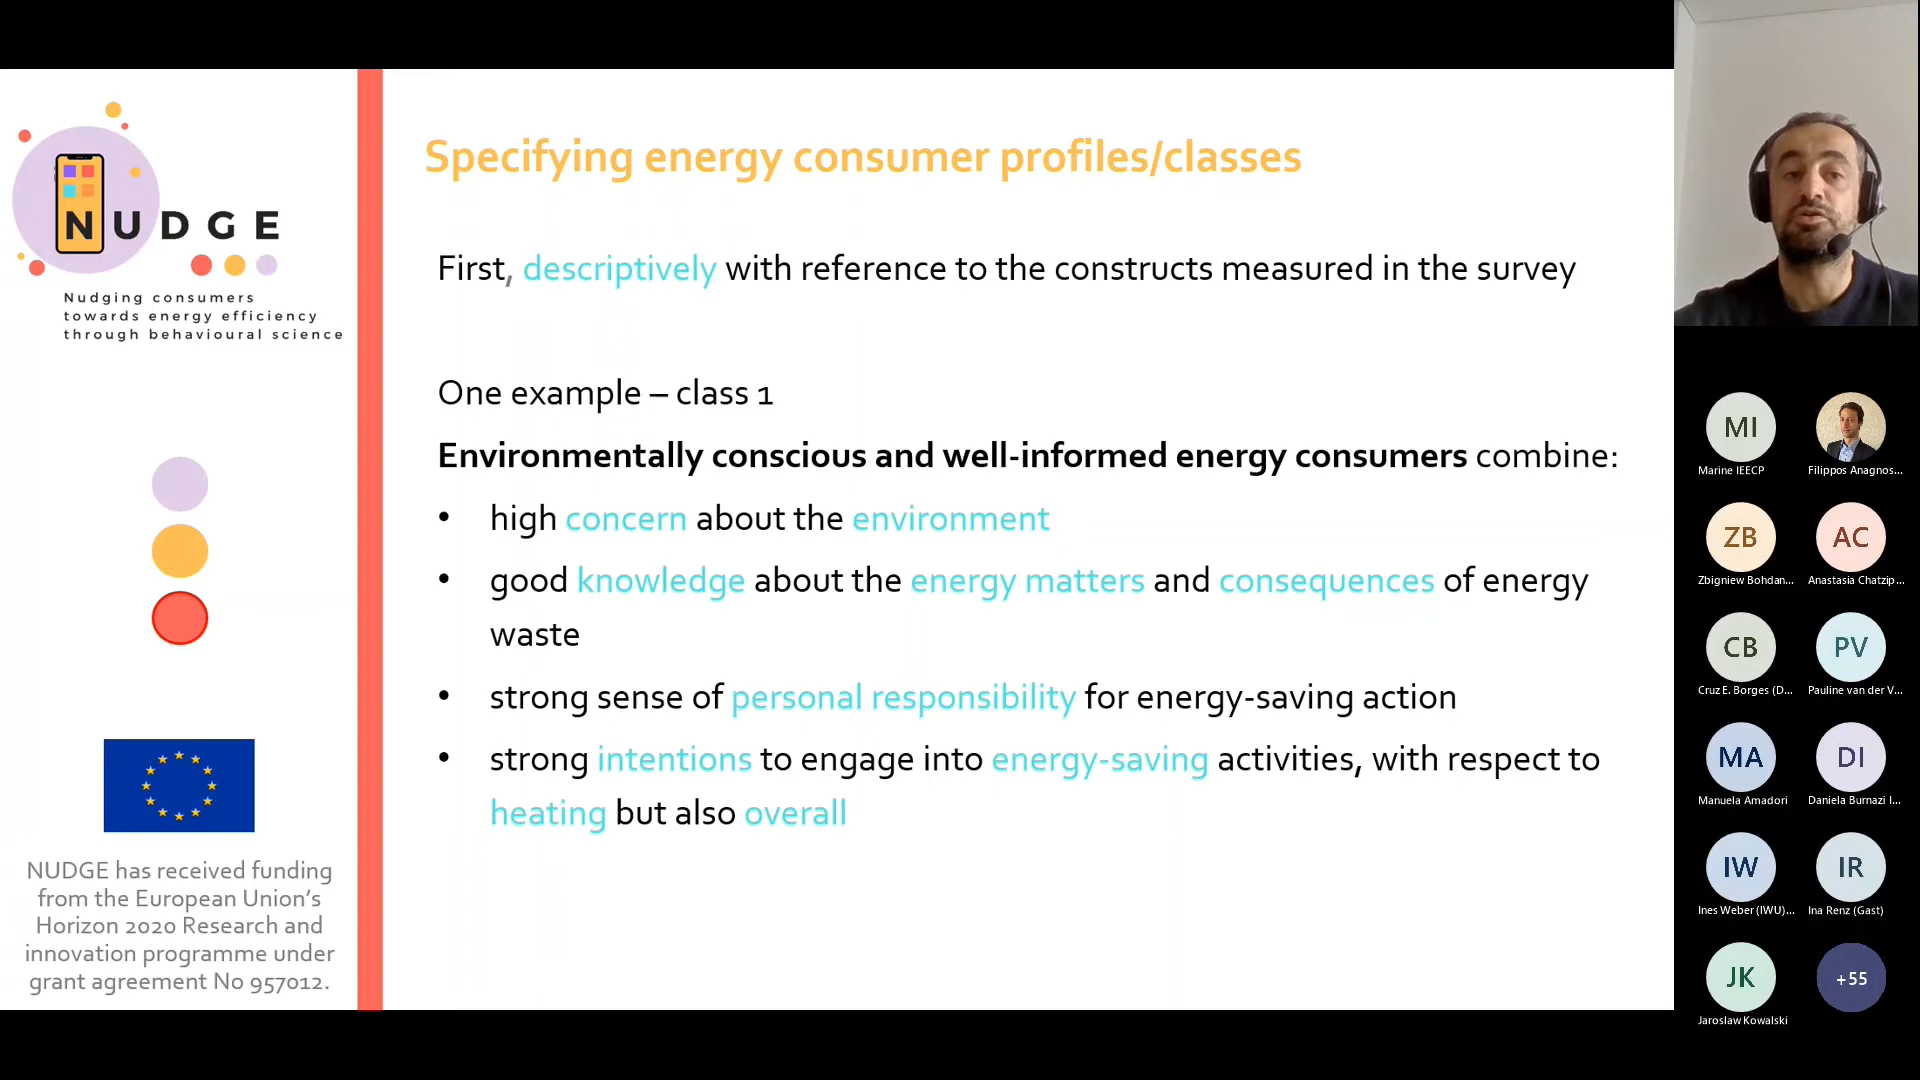 NUDGE
Nudging consumers
towards energy efficiency
through behavioural science
NUDGE has received funding
from the European Union's
Horizon 2020 Research and
innovation programme under
grant agreement No 957012.
Specifying energy consumer profiles/classes
First, descriptively with reference to the constructs measured in the survey
One example – class 1
Environmentally conscious and well-informed energy consumers combine:
• high concern about the environment
• good knowledge about the energy matters and consequences of energy
waste
• strong sense of personal responsibility for energy-saving action
• strong intentions to engage into energy-saving activities, with respect to
heating but also overall
MI
Marine IEECP
Filippos Anagnos...
ZB
Zbigniew Bohdan...
AC
Anastasia Chatzip...
CB
Cruz E. Borges (D...
PV
Pauline van der V...
MA
Manuela Amadori
DI
Daniela Burnazi I...
IW
Ines Weber (IWU)...
IR
Ina Renz (Gast)
JK
Jaroslaw Kowalski
+55